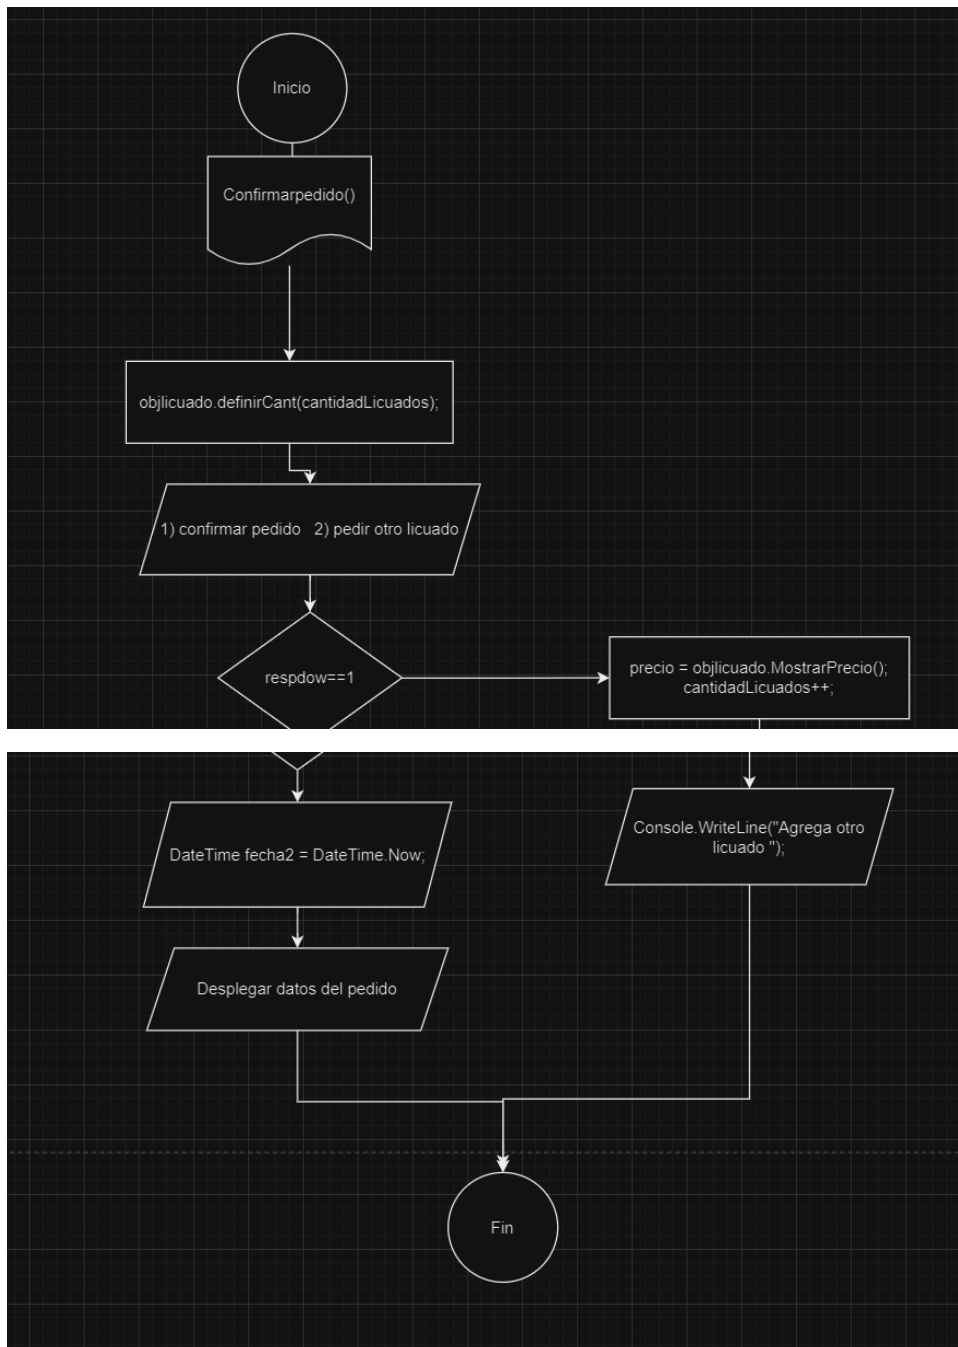 Inicio
Confirmarpedido()
objlicuado.definirCant(cantidadLicuados);
1) confirmar pedido 2) pedir otro licuado
respdow==1
precio = objlicuado.MostrarPrecio();
cantidadLicuados++;
DateTime fecha2 = DateTime.Now;
Console.WriteLine("Agrega otro
licuado ");
Desplegar datos del pedido
Fin